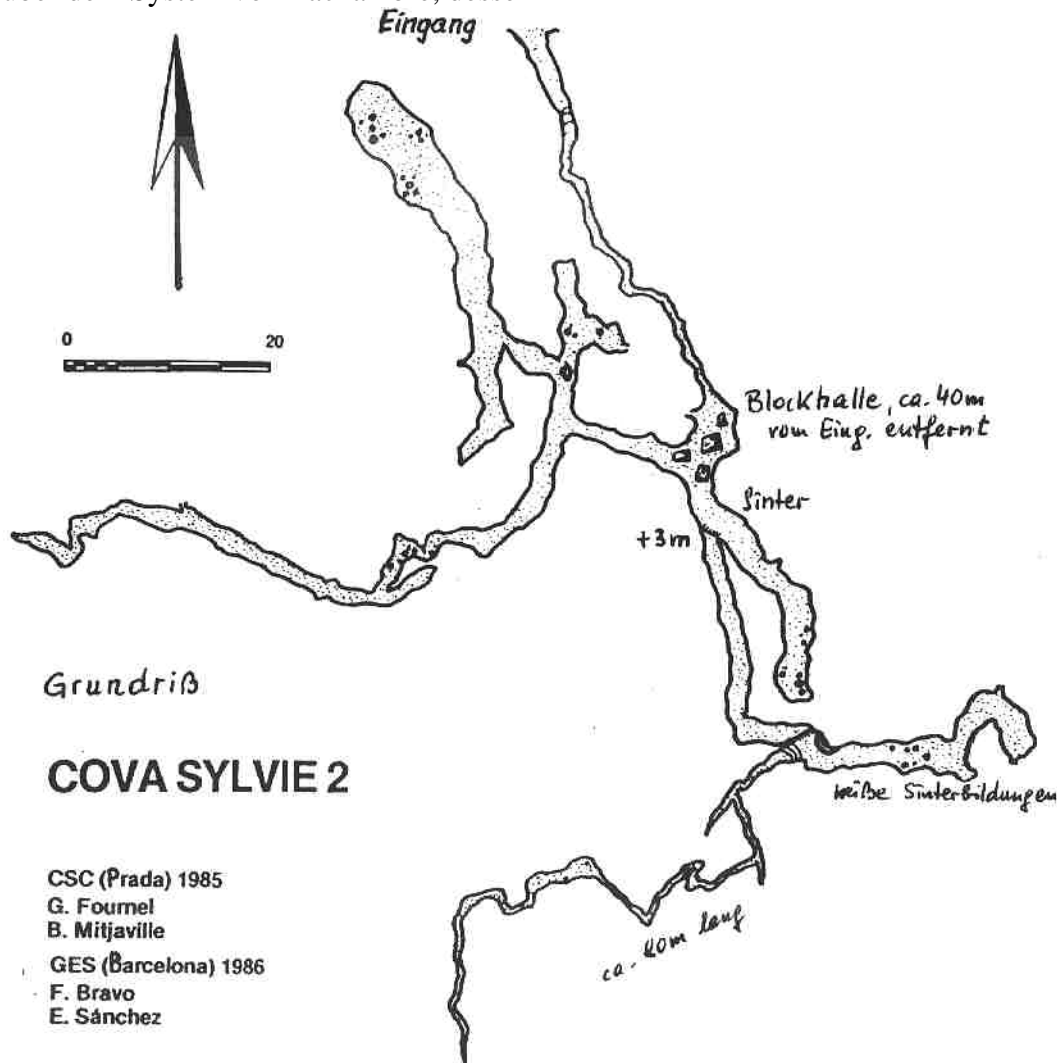 Eingang
0 20
Blockhalle, ca. 40m
vom Eing. entfernt
Sinter
+3m
Grundriß
COVA SYLVIE 2
weiße Sinterbildungen
CSC (Prada) 1985
G. Fournel
B. Mitjaville
ca. 40m lang
GES (Barcelona) 1986
F. Bravo
E. Sánchez